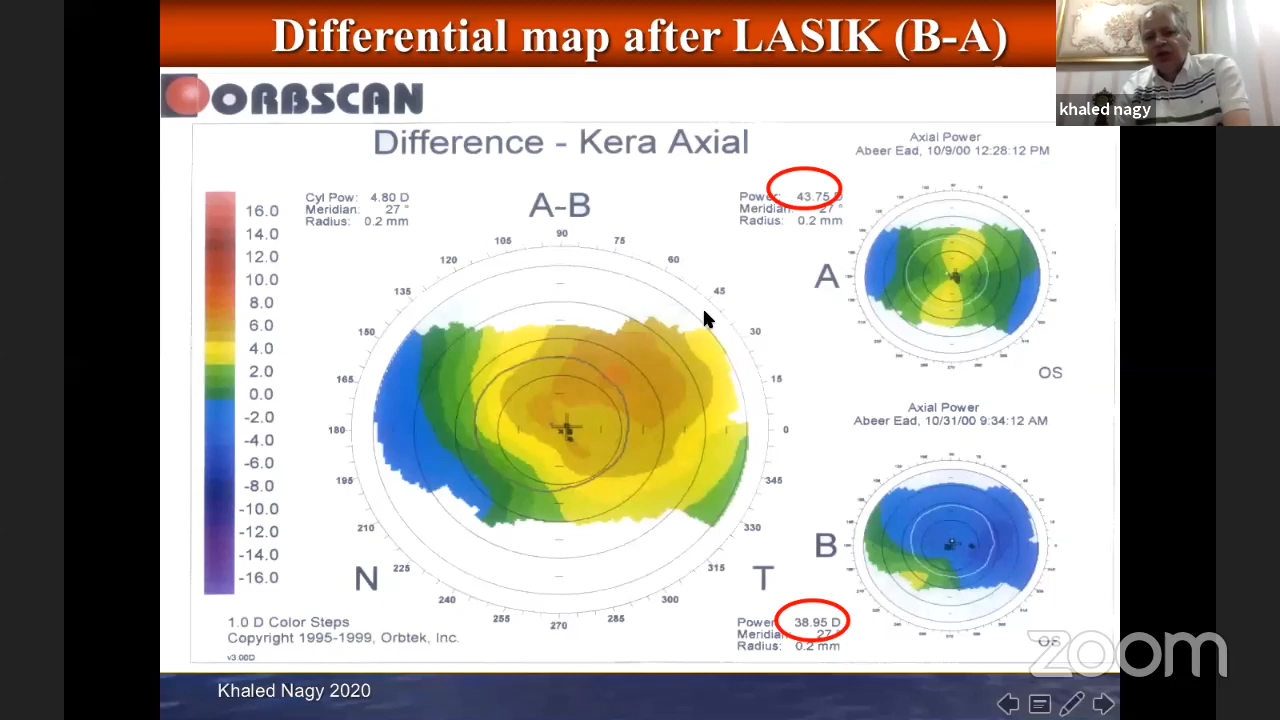 Differential map after LASIK (B-A)
khaled nagy
ORBSCAN
Difference - Kera Axial
Axial Power
Abeer Ead, 10/9/00 12:28:12 PM
Cyl Pow: 4.80 D
Meridian: 27 °
Radius: 0.2 mm
A-B
Power: 43.75 D
Meridian: 27 °
Radius: 0.2 mm
16.0
14.0
12.0
10.0
8.0
6.0
4.0
2.0
0.0
-2.0
-4.0
-6.0
-8.0
-10.0
-12.0
-14.0
-16.0
90
105
75
120
60
135
45
150
30
165
15
180
0
195
345
210
330
225
315
240
300
255
285
270
N
T
A
OS
Axial Power
Abeer Ead, 10/31/00 9:34:12 AM
B
OS
Power: 38.95 D
Meridian: 27 °
Radius: 0.2 mm
1.0 D Color Steps
Copyright 1995-1999, Orbtek, Inc.
v3.00D
zoom
Khaled Nagy 2020